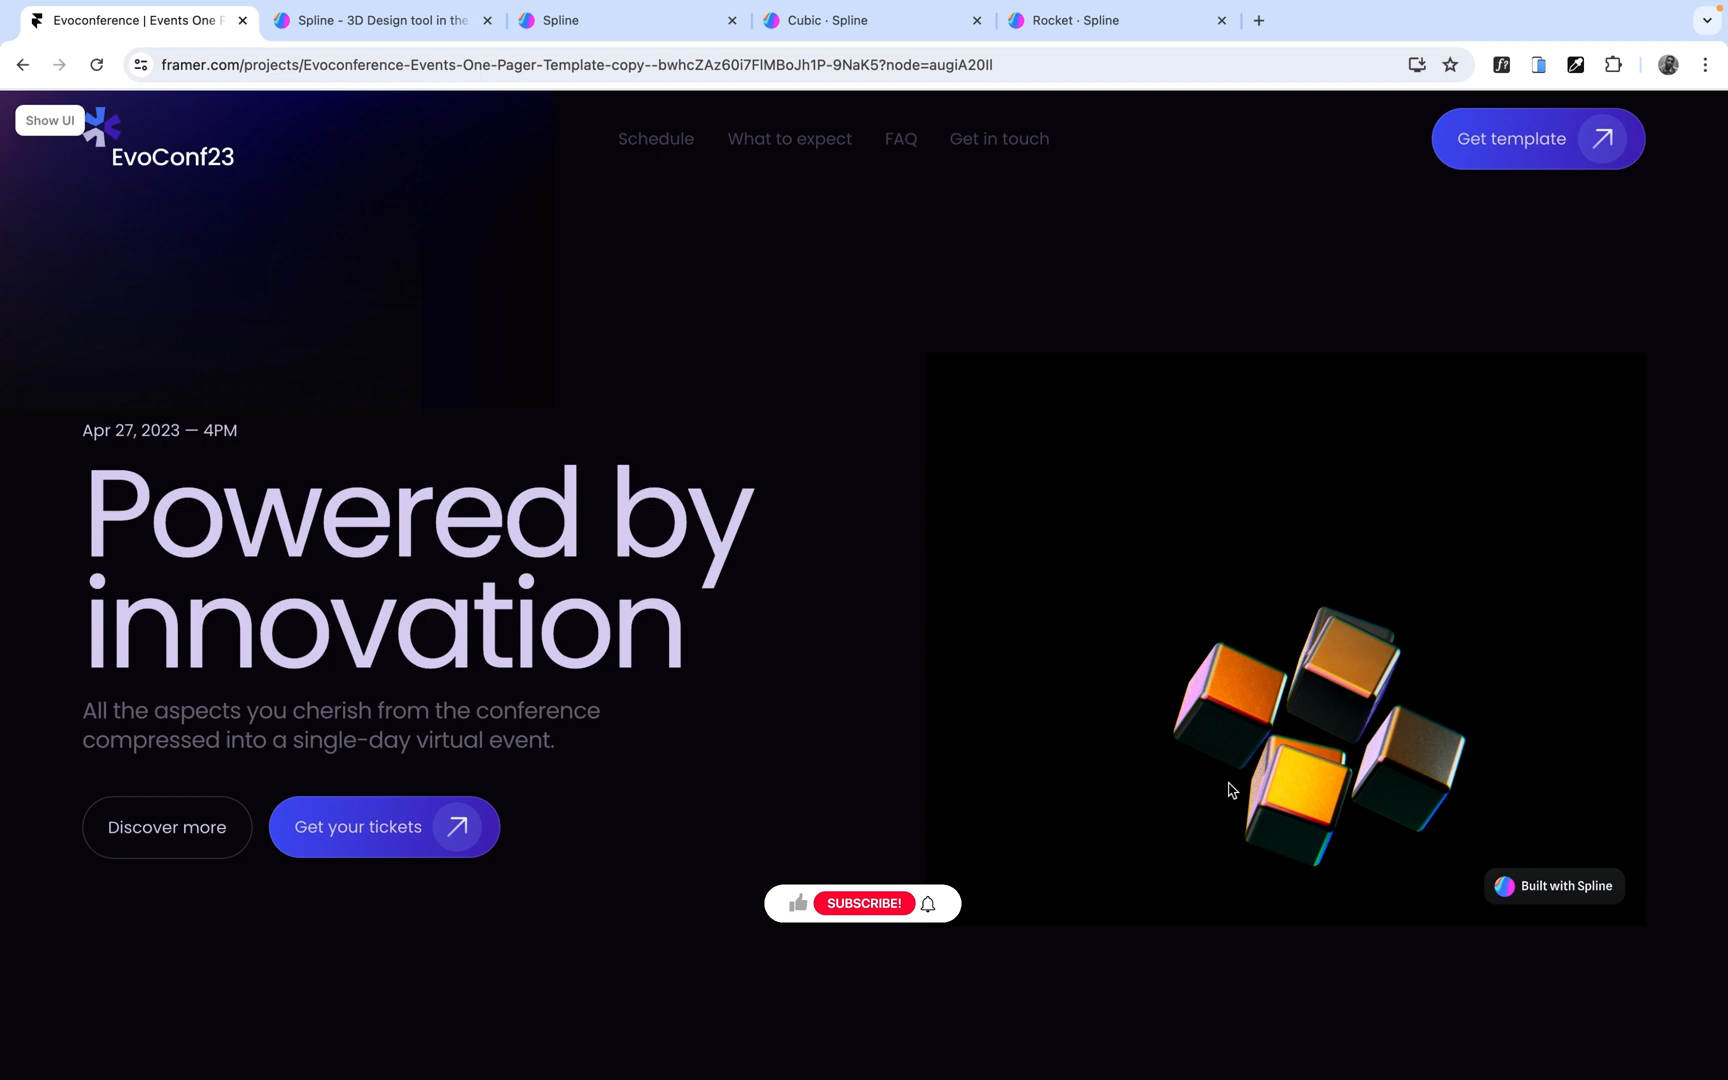 Evoconference | Events One P
Spline - 3D Design tool in the
Spline
Cubic · Spline
Rocket · Spline
framer.com/projects/Evoconference-Events-One-Pager-Template-copy--bwhcZAz60i7FlMBoJh1P-9NaK5?node=augiA20Il
Show UI
EvoConf23
Schedule
What to expect
FAQ
Get in touch
Get template
Apr 27, 2023 — 4PM
Powered by
innovation
All the aspects you cherish from the conference
compressed into a single-day virtual event.
Discover more
Get your tickets
SUBSCRIBE!
Built with Spline